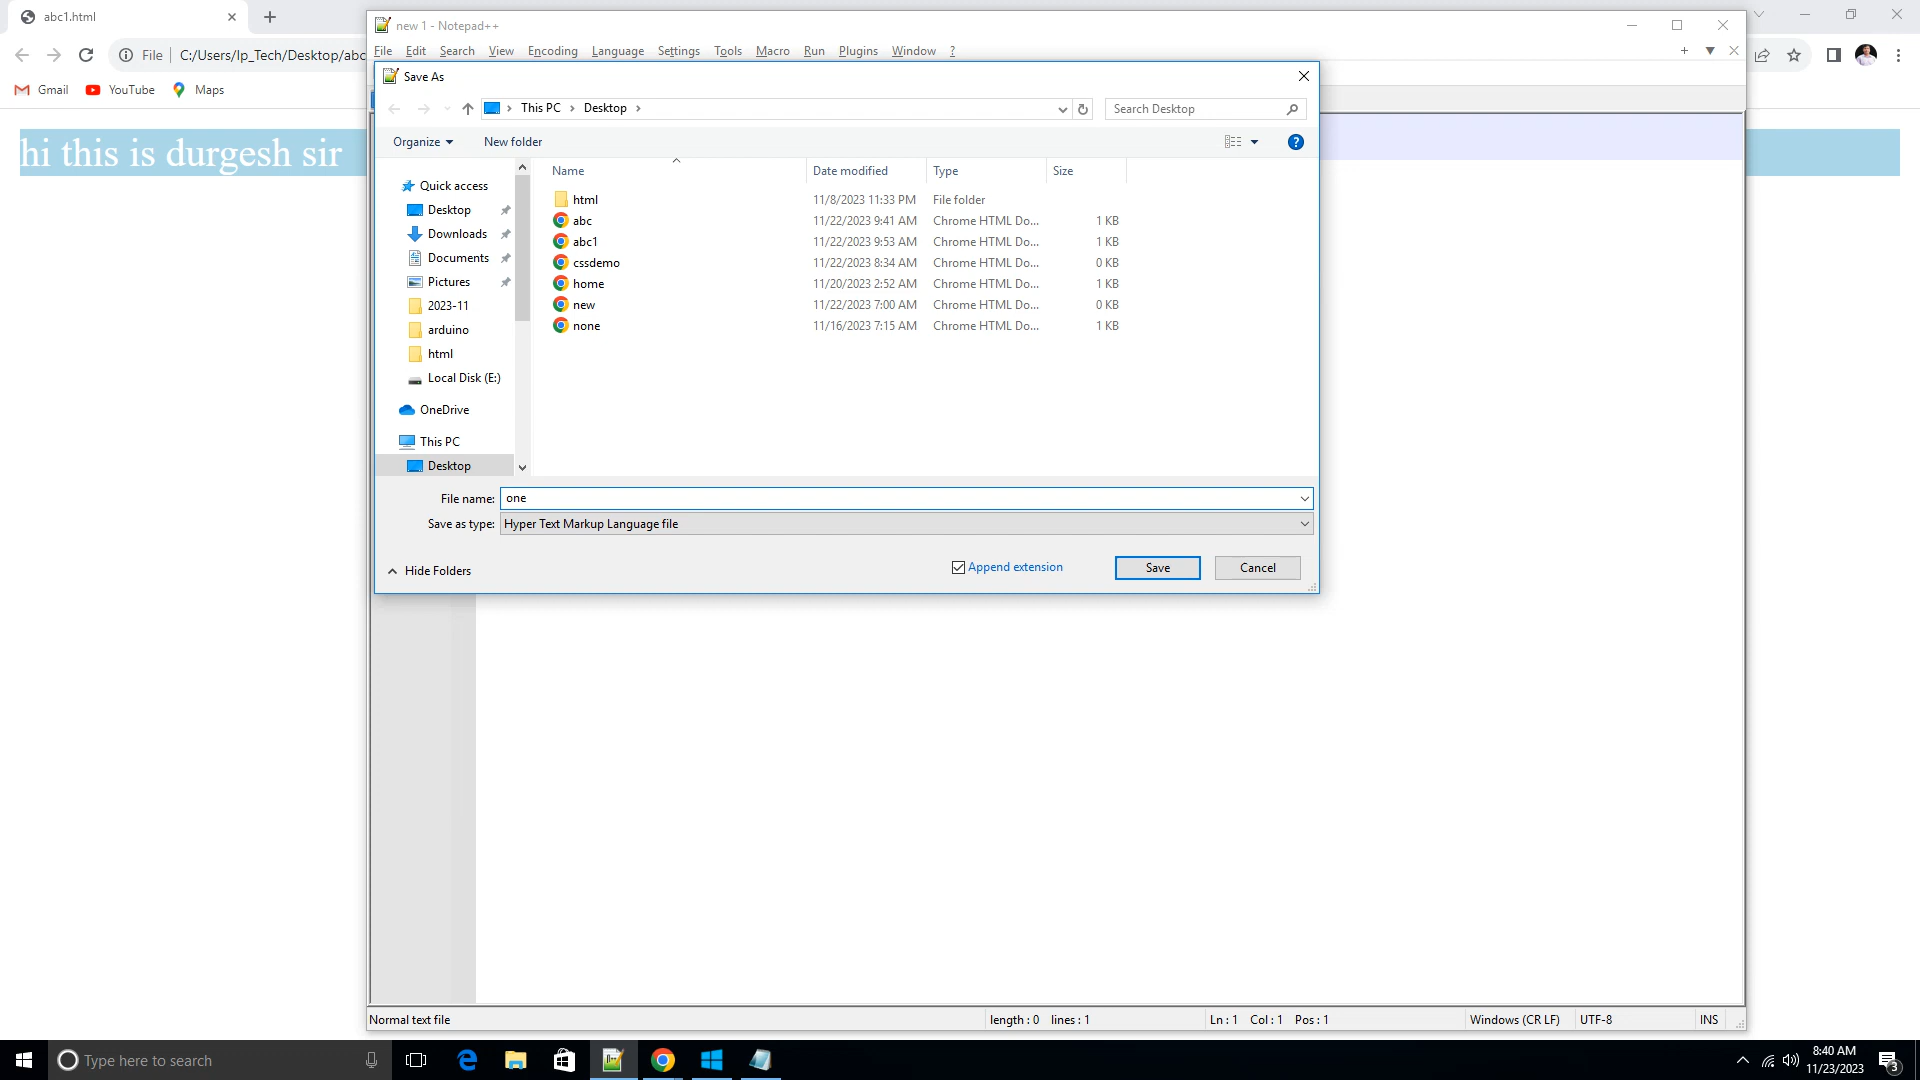 abc1.html
File C:/Users/lp_Tech/Desktop/abc
Gmail YouTube Maps
hi this is durgesh sir
new 1 - Notepad++
File Edit Search View Encoding Language Settings Tools Macro Run Plugins Window ?
Save As
This PC Desktop
Search Desktop
Organize New folder
Quick access
Desktop
Downloads
Documents
Pictures
2023-11
arduino
html
Local Disk (E:)
OneDrive
This PC
Desktop
Name Date modified Type Size
html 11/8/2023 11:33 PM File folder
abc 11/22/2023 9:41 AM Chrome HTML Do... 1 KB
abc1 11/22/2023 9:53 AM Chrome HTML Do... 1 KB
cssdemo 11/22/2023 8:34 AM Chrome HTML Do... 0 KB
home 11/20/2023 2:52 AM Chrome HTML Do... 1 KB
new 11/22/2023 7:00 AM Chrome HTML Do... 0 KB
none 11/16/2023 7:15 AM Chrome HTML Do... 1 KB
File name: one
Save as type: Hyper Text Markup Language file
Hide Folders
Append extension
Save
Cancel
Normal text file length : 0 lines : 1 Ln : 1 Col : 1 Pos : 1 Windows (CR LF) UTF-8 INS
Type here to search
8:40 AM
11/23/2023
3